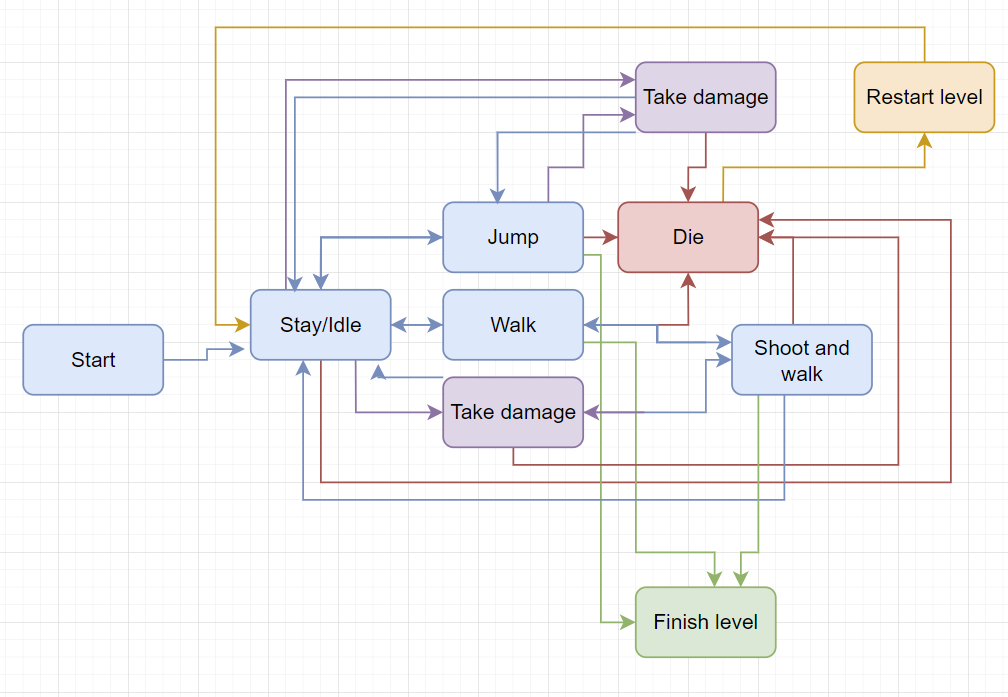 Take damage
Restart level
Jump
Die
Stay/Idle
Walk
Start
Shoot and
walk
Take damage
Finish level